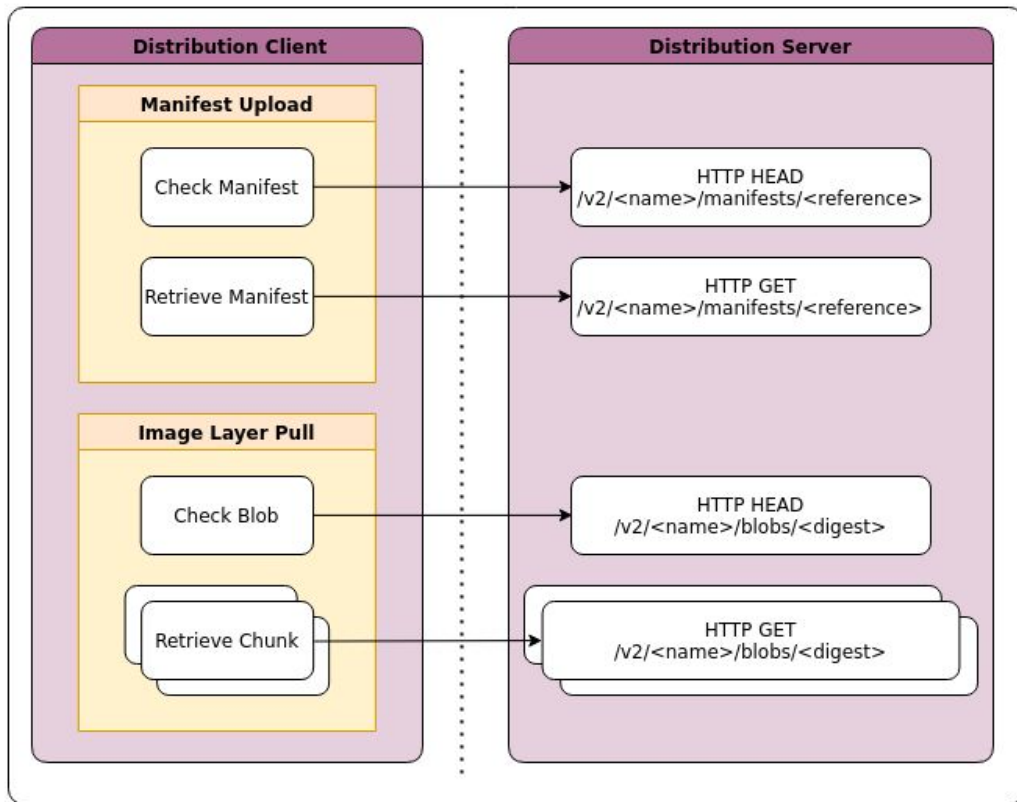 Distribution Client
Distribution Server
Manifest Upload
Check Manifest
HTTP HEAD
/v2/<name>/manifests/<reference>
Retrieve Manifest
HTTP GET
/v2/<name>/manifests/<reference>
Image Layer Pull
Check Blob
HTTP HEAD
/v2/<name>/blobs/<digest>
Retrieve Chunk
HTTP GET
/v2/<name>/blobs/<digest>